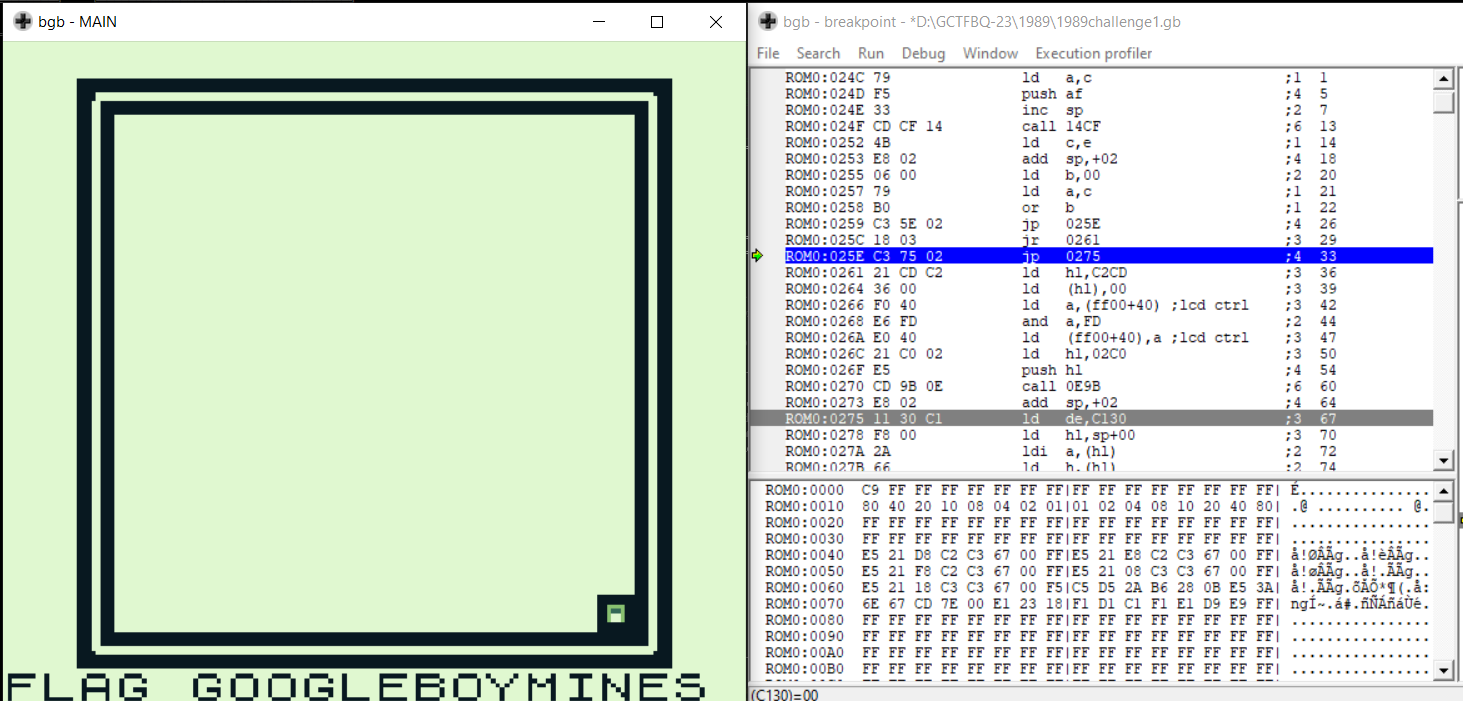 bgb - MAIN
FLAG GOOGLEBOYMINES
bgb - breakpoint - *D:\GCTFBQ-23\1989\1989challenge1.gb
File Search Run Debug Window Execution profiler
ROM0:024C 79 ld a,c ;1 1
ROM0:024D F5 push af ;4 5
ROM0:024E 33 inc sp ;2 7
ROM0:024F CD CF 14 call 14CF ;6 13
ROM0:0252 4B ld c,e ;1 14
ROM0:0253 E8 02 add sp,+02 ;4 18
ROM0:0255 06 00 ld b,00 ;2 20
ROM0:0257 79 ld a,c ;1 21
ROM0:0258 B0 or b ;1 22
ROM0:0259 C3 5E 02 jp 025E ;4 26
ROM0:025C 18 03 jr 0261 ;3 29
ROM0:025E C3 75 02 jp 0275 ;4 33
ROM0:0261 21 CD C2 ld hl,C2CD ;3 36
ROM0:0264 36 00 ld (hl),00 ;3 39
ROM0:0266 F0 40 ld a,(ff00+40) ;lcd ctrl ;3 42
ROM0:0268 E6 FD and a,FD ;2 44
ROM0:026A E0 40 ld (ff00+40),a ;lcd ctrl ;3 47
ROM0:026C 21 C0 02 ld hl,02C0 ;3 50
ROM0:026F E5 push hl ;4 54
ROM0:0270 CD 9B 0E call 0E9B ;6 60
ROM0:0273 E8 02 add sp,+02 ;4 64
ROM0:0275 11 30 C1 ld de,C130 ;3 67
ROM0:0278 F8 00 ld hl,sp+00 ;3 70
ROM0:027A 2A ldi a,(hl) ;2 72
ROM0:027B 66 ld h,(hl) ;2 74
ROM0:0000 C9 FF FF FF FF FF FF FF|FF FF FF FF FF FF FF FF| É...............
ROM0:0010 80 40 20 10 08 04 02 01|01 02 04 08 10 20 40 80| .@ .......... @.
ROM0:0020 FF FF FF FF FF FF FF FF|FF FF FF FF FF FF FF FF| ................
ROM0:0030 FF FF FF FF FF FF FF FF|FF FF FF FF FF FF FF FF| ................
ROM0:0040 E5 21 D8 C2 C3 67 00 FF|E5 21 E8 C2 C3 67 00 FF| å!ØÂÃg..å!èÂÃg..
ROM0:0050 E5 21 F8 C2 C3 67 00 FF|E5 21 08 C3 C3 67 00 FF| å!øÂÃg..å!.ÃÃg..
ROM0:0060 E5 21 18 C3 C3 67 00 F5|C5 D5 2A B6 28 0B E5 3A| å!.ÃÃg.õÅÕ*¶(.å:
ROM0:0070 6E 67 CD 7E 00 E1 23 18|F1 D1 C1 F1 E1 D9 E9 FF| ngÍ~.á#.ñÑÁñáÙé.
ROM0:0080 FF FF FF FF FF FF FF FF|FF FF FF FF FF FF FF FF| ................
ROM0:0090 FF FF FF FF FF FF FF FF|FF FF FF FF FF FF FF FF| ................
ROM0:00A0 FF FF FF FF FF FF FF FF|FF FF FF FF FF FF FF FF| ................
ROM0:00B0 FF FF FF FF FF FF FF FF|FF FF FF FF FF FF FF FF| ................
(C130)=00